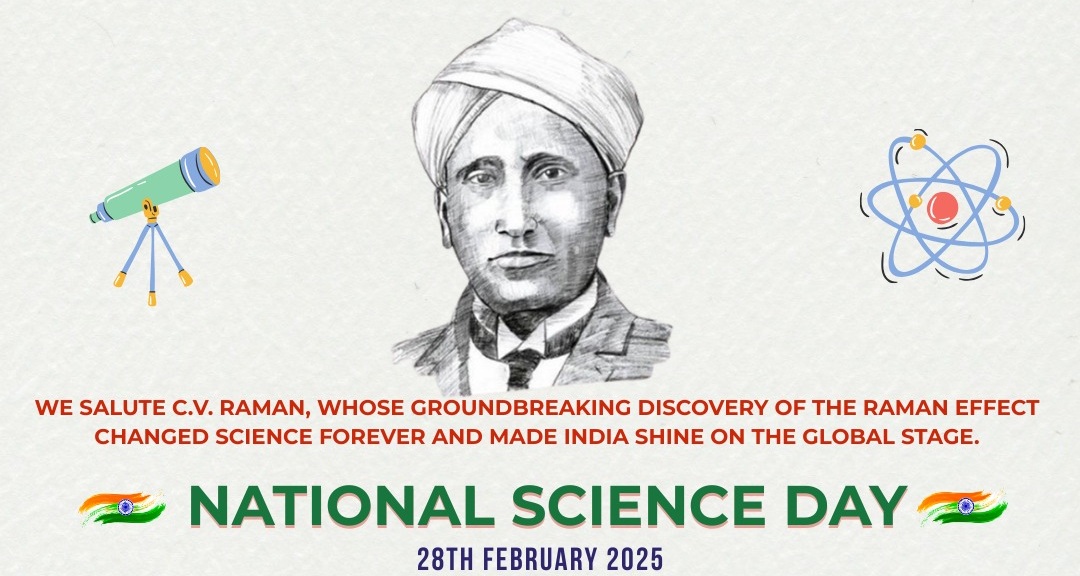 WE SALUTE C.V. RAMAN, WHOSE GROUNDBREAKING DISCOVERY OF THE RAMAN EFFECT
CHANGED SCIENCE FOREVER AND MADE INDIA SHINE ON THE GLOBAL STAGE.
NATIONAL SCIENCE DAY
28TH FEBRUARY 2025